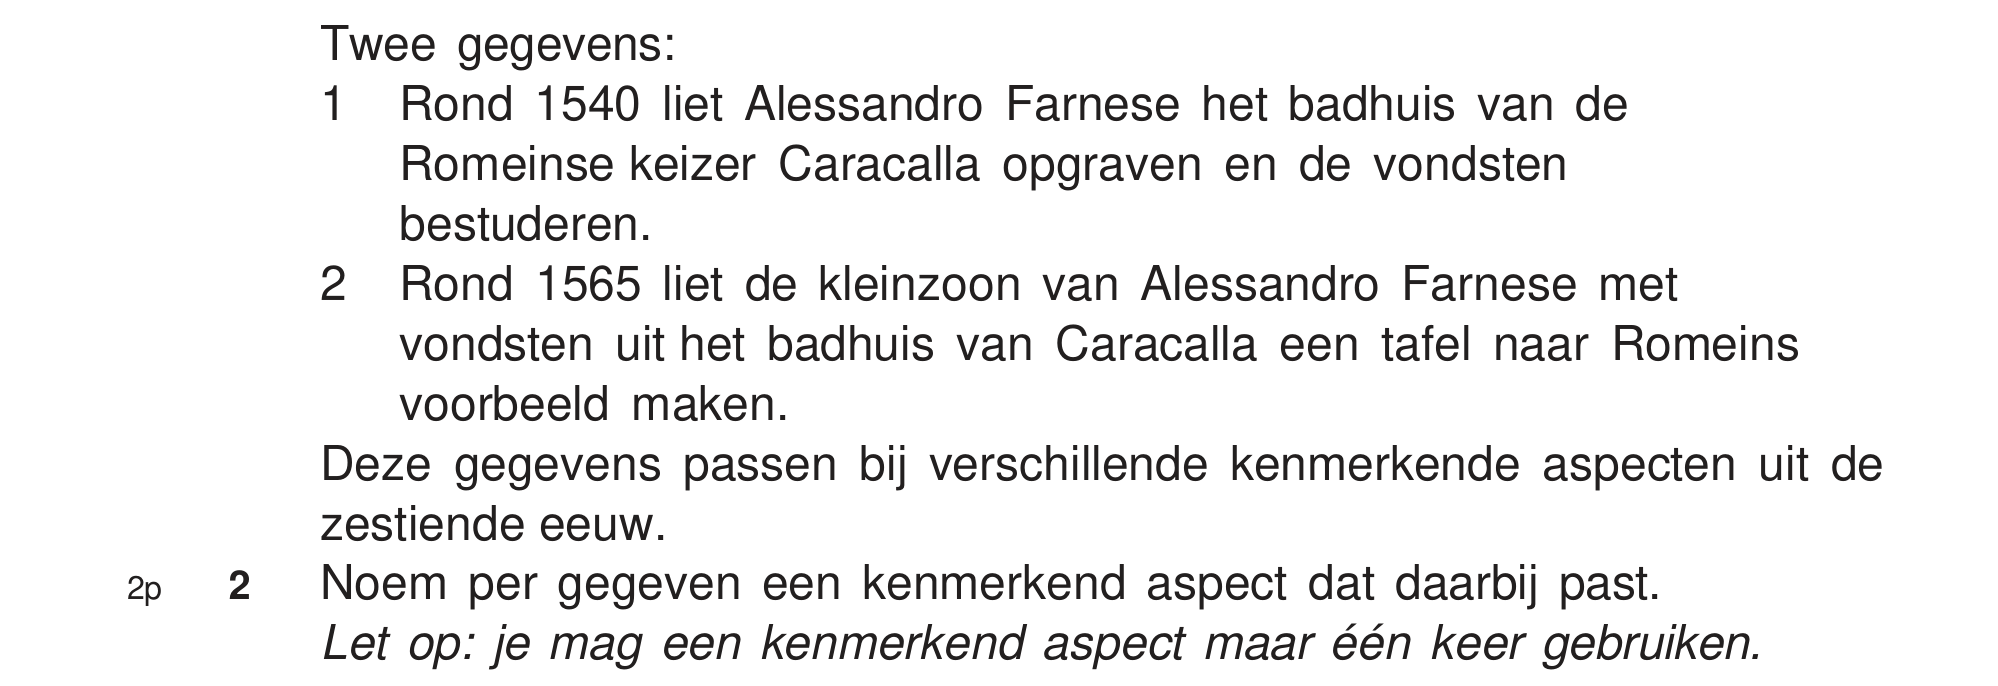 Twee gegevens:
1 Rond 1540 liet Alessandro Farnese het badhuis van de
Romeinse keizer Caracalla opgraven en de vondsten
bestuderen.
2 Rond 1565 liet de kleinzoon van Alessandro Farnese met
vondsten uit het badhuis van Caracalla een tafel naar Romeins
voorbeeld maken.
Deze gegevens passen bij verschillende kenmerkende aspecten uit de
zestiende eeuw.
2p 2 Noem per gegeven een kenmerkend aspect dat daarbij past.
Let op: je mag een kenmerkend aspect maar één keer gebruiken.